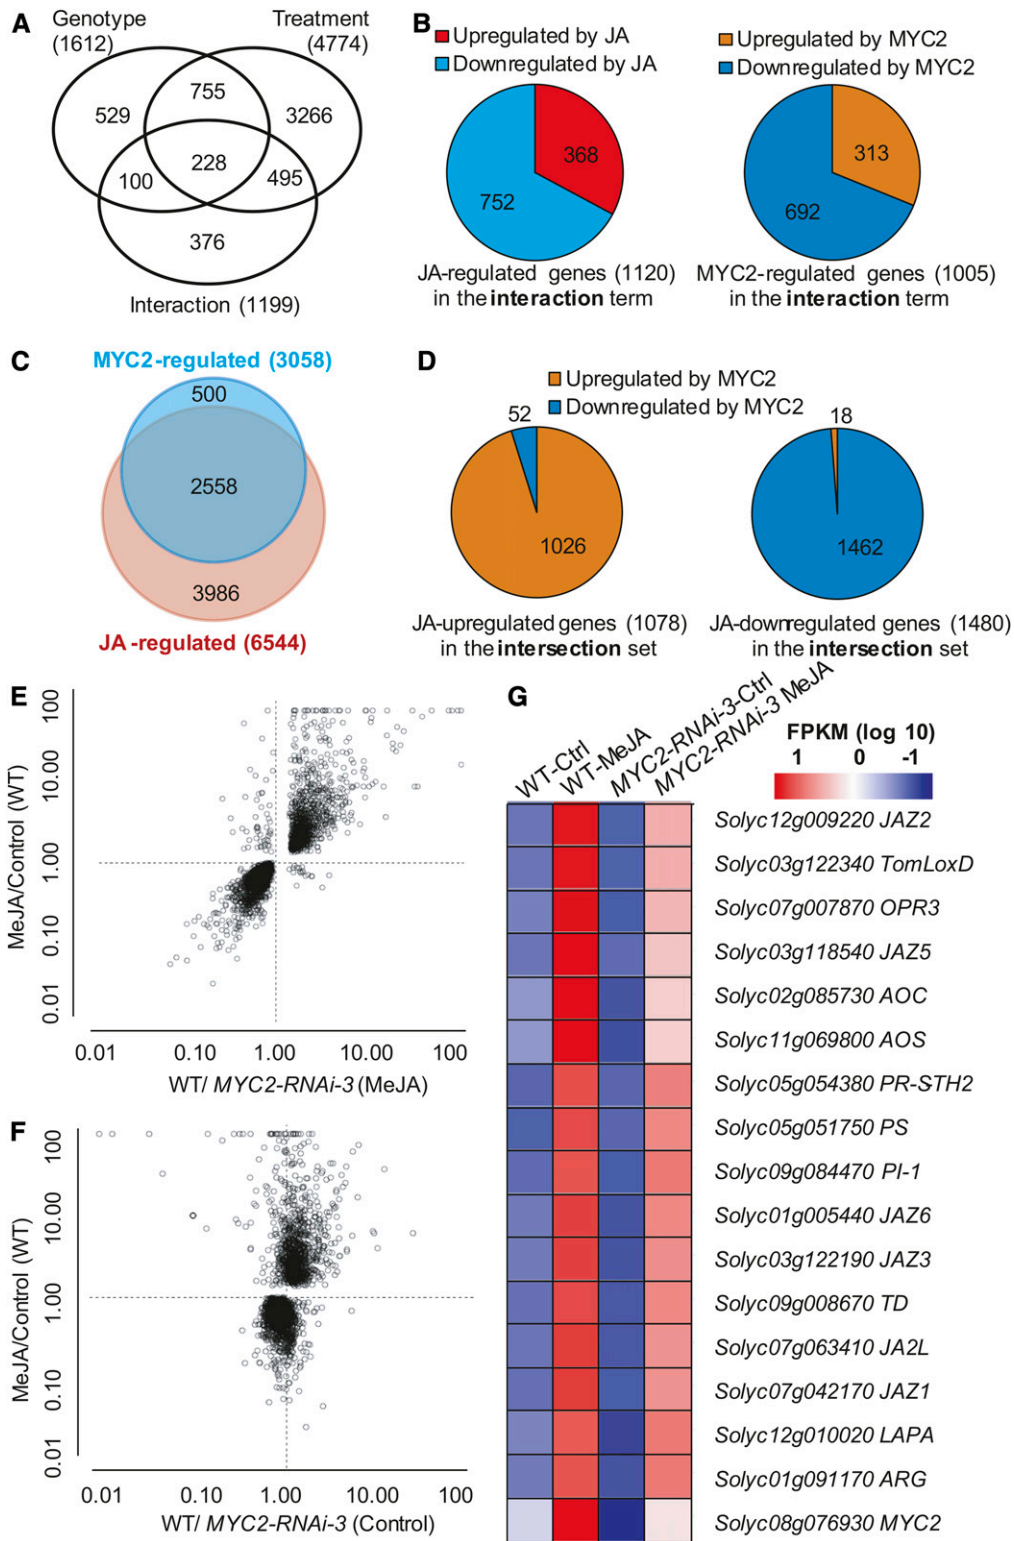 A
Genotype
(1612)
Treatment
(4774)
755
529
3266
228
100
495
376
Interaction (1199)
B
Upregulated by JA
Downregulated by JA
368
752
JA-regulated genes (1120)
in the interaction term
Upregulated by MYC2
Downregulated by MYC2
313
692
MYC2-regulated genes (1005)
in the interaction term
C
MYC2-regulated (3058)
500
2558
3986
JA-regulated (6544)
D
Upregulated by MYC2
Downregulated by MYC2
52
1026
JA-upregulated genes (1078)
in the intersection set
18
1462
JA-downregulated genes (1480)
in the intersection set
E
MeJA/Control (WT)
100
10.00
1.00
0.10
0.01
0.01 0.10 1.00 10.00 100
WT/ MYC2-RNAi-3 (MeJA)
F
MeJA/Control (WT)
100
10.00
1.00
0.10
0.01
0.01 0.10 1.00 10.00 100
WT/ MYC2-RNAi-3 (Control)
G
WT-Ctrl
WT-MeJA
MYC2-RNAi-3-Ctrl
MYC2-RNAi-3 MeJA
FPKM (log 10)
1 0 -1
Solyc12g009220 JAZ2
Solyc03g122340 TomLoxD
Solyc07g007870 OPR3
Solyc03g118540 JAZ5
Solyc02g085730 AOC
Solyc11g069800 AOS
Solyc05g054380 PR-STH2
Solyc05g051750 PS
Solyc09g084470 PI-1
Solyc01g005440 JAZ6
Solyc03g122190 JAZ3
Solyc09g008670 TD
Solyc07g063410 JA2L
Solyc07g042170 JAZ1
Solyc12g010020 LAPA
Solyc01g091170 ARG
Solyc08g076930 MYC2